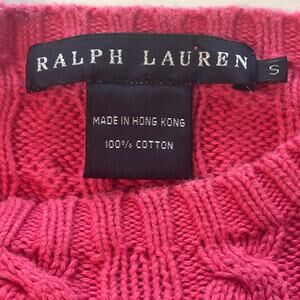 RALPH LAUREN
S
MADE IN HONG KONG
100% COTTON